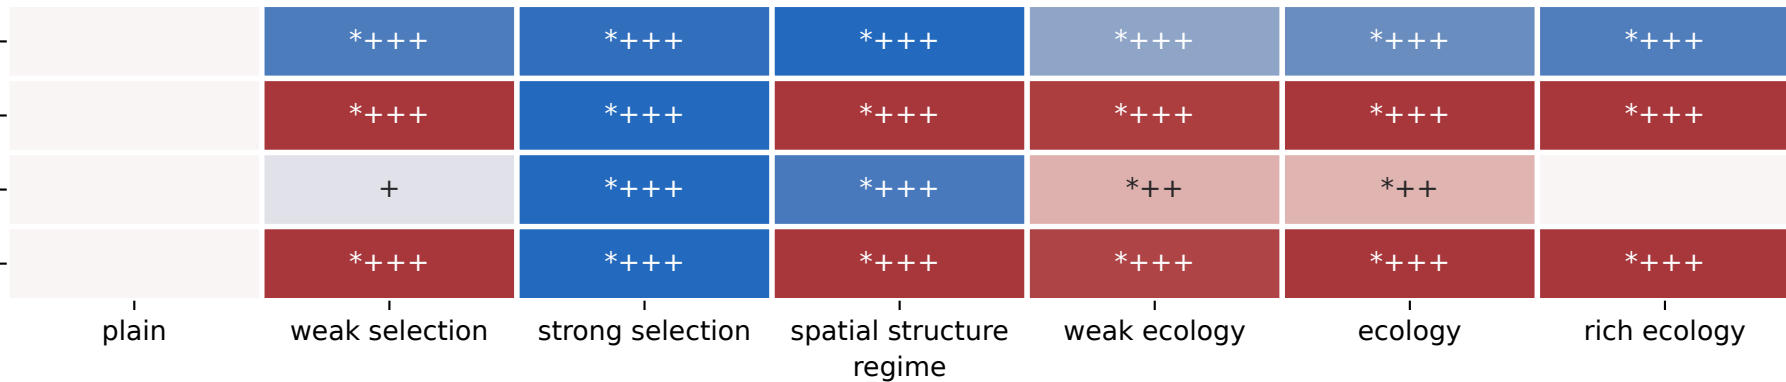 *+++ *+++ *+++ *+++ *+++ *+++
*+++ *+++ *+++ *+++ *+++ *+++
+ *+++ *+++ *++ *++
*+++ *+++ *+++ *+++ *+++ *+++
plain weak selection strong selection spatial structure weak ecology ecology rich ecology
regime